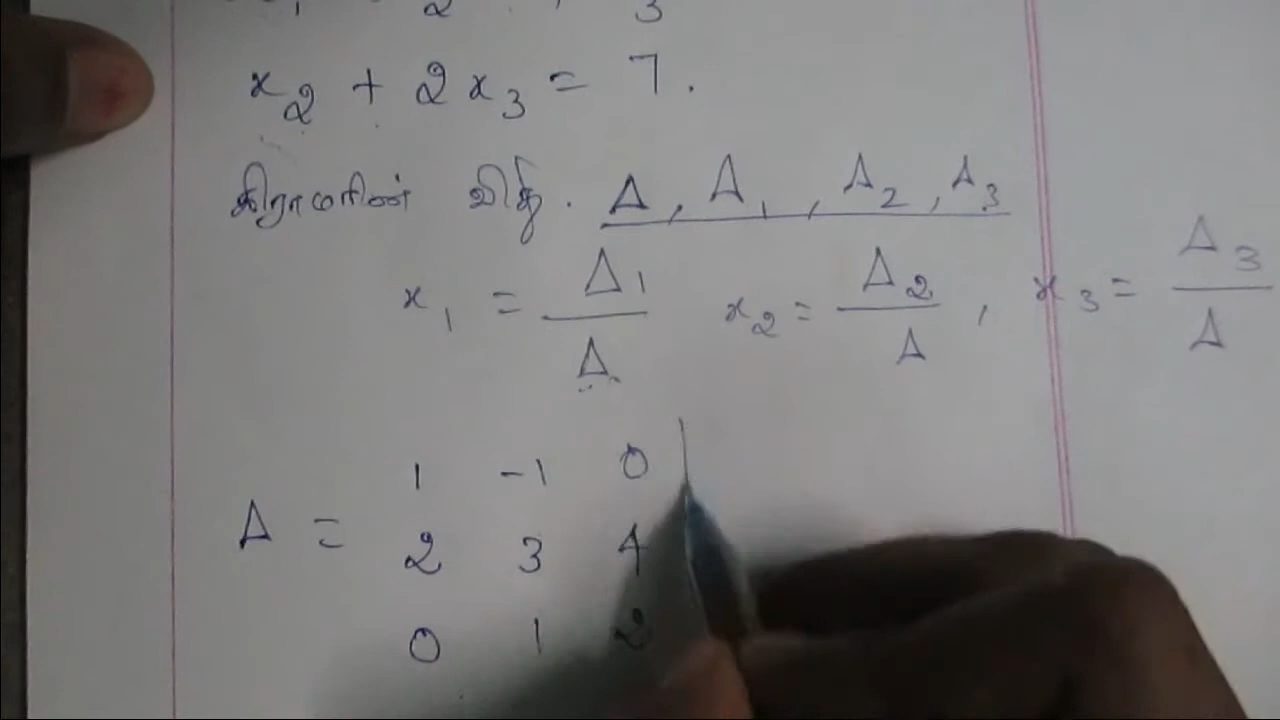 x₂ + 2x₃ = 7.
கிராமரின் விதி. Δ, Δ₁, Δ₂, Δ₃
x₁ = Δ₁/Δ x₂ = Δ₂/Δ, x₃ = Δ₃/Δ
1 -1 0
Δ = 2 3 4
0 1 2